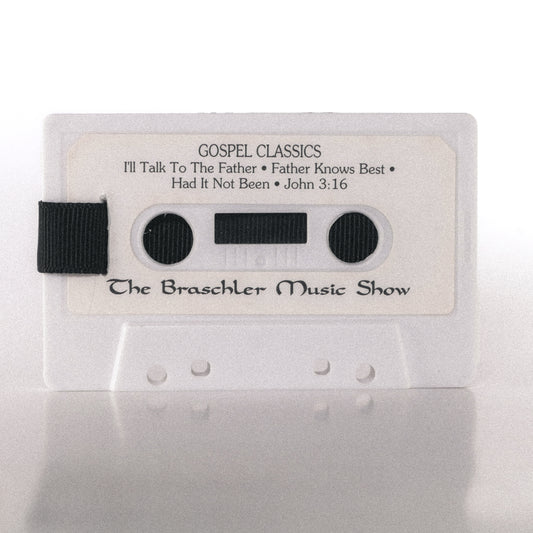 GOSPEL CLASSICS
I'll Talk To The Father • Father Knows Best •
Had It Not Been • John 3:16
The Braschler Music Show